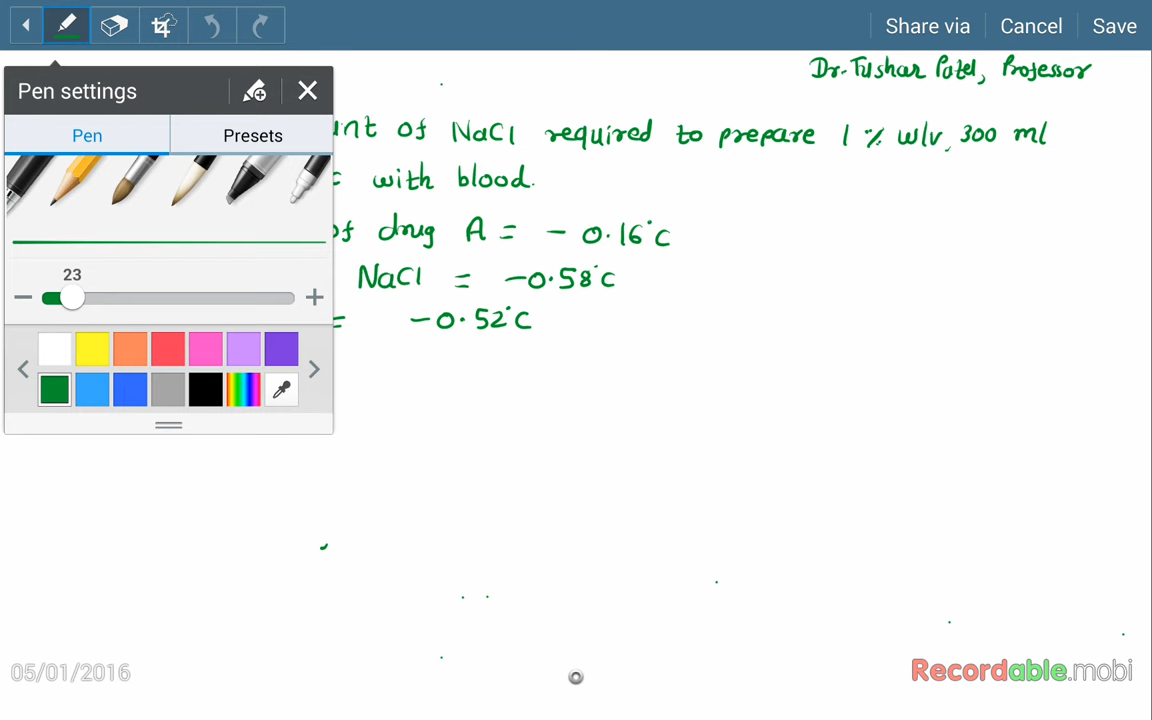 Share via Cancel Save
Dr. Tushar Patel, Professor
Pen settings
Pen Presets
unt of NaCl required to prepare 1 % w/v, 300 ml
c with blood.
of drug A = - 0.16°c
NaCl = -0.58°c
23
= -0.52°c
05/01/2016
Recordable.mobi